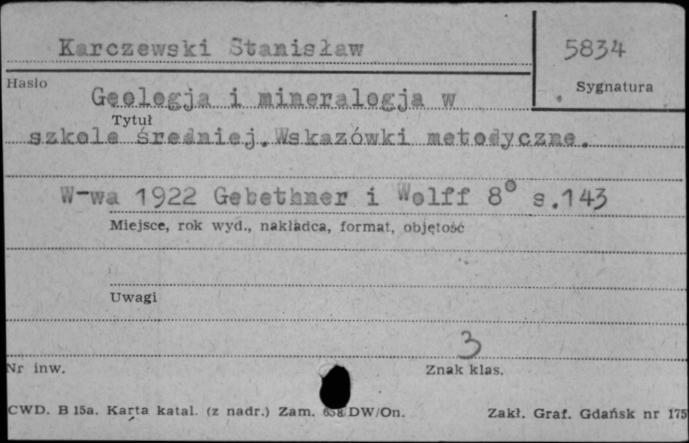 Karczewski Stanisław
5834
Hasło
Sygnatura
Geologja i mineralogja w
Tytuł
szkole średniej. Wskazówki metodyczne.
W-wa 1922 Gebethner i Wolff 8° s.143
Miejsce, rok wyd., nakładca, format, objętość
Uwagi
3
Nr inw.
Znak klas.
CWD. B 15a. Karta katal. (z nadr.) Zam. 658/DW/On.
Zakł. Graf. Gdańsk nr 175